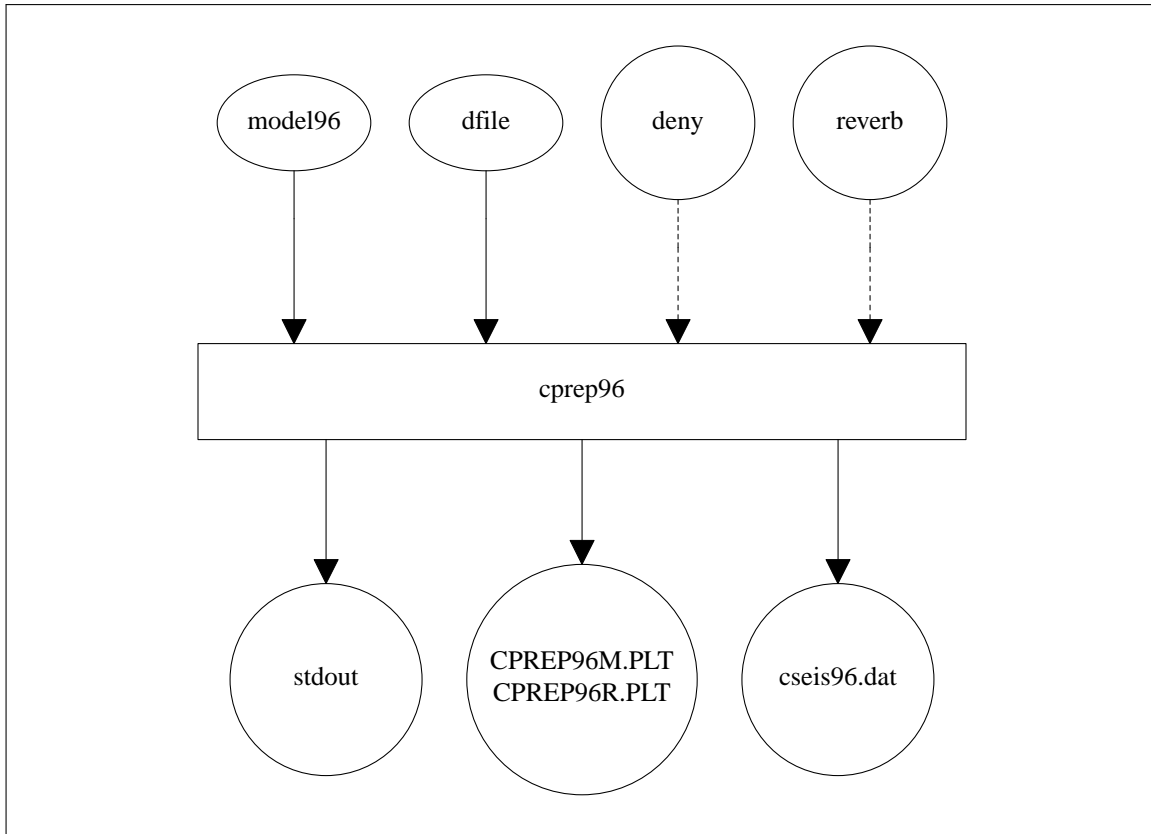 model96
dfile
deny
reverb
cprep96
stdout
CPREP96M.PLT
CPREP96R.PLT
cseis96.dat